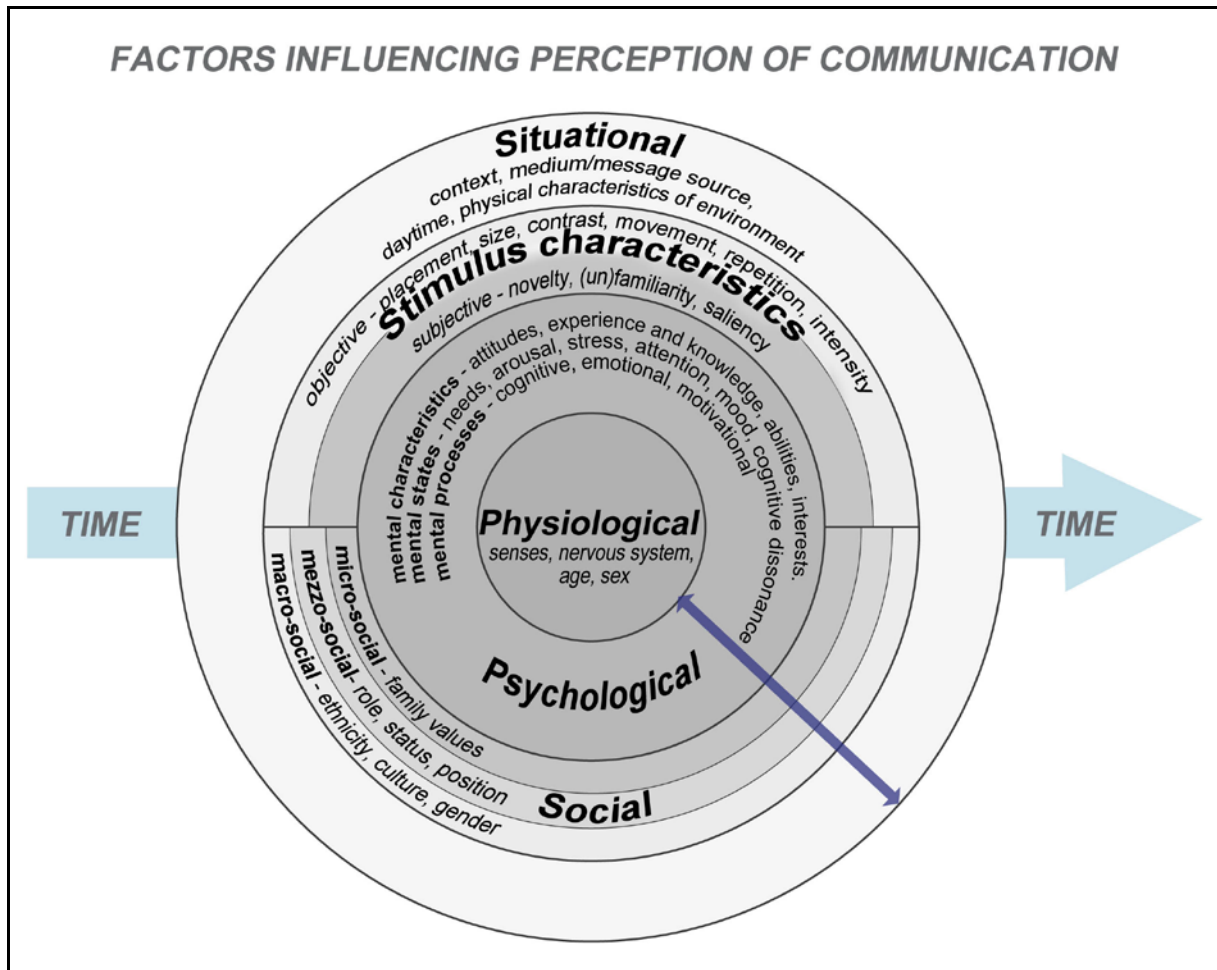 FACTORS INFLUENCING PERCEPTION OF COMMUNICATION
Situational
context, medium/message source,
daytime, physical characteristics of environment
objective - placement, size, contrast, movement, repetition, intensity
Stimulus characteristics
subjective - novelty, (un)familiarity, saliency
mental characteristics - attitudes, experience and knowledge, abilities, interests.
mental states - needs, arousal, stress, attention, mood, cognitive dissonance
mental processes - cognitive, emotional, motivational
TIME
Physiological
senses, nervous system,
age, sex
TIME
Psychological
micro-social - family values
mezzo-social- role, status, position
macro-social - ethnicity, culture, gender
Social